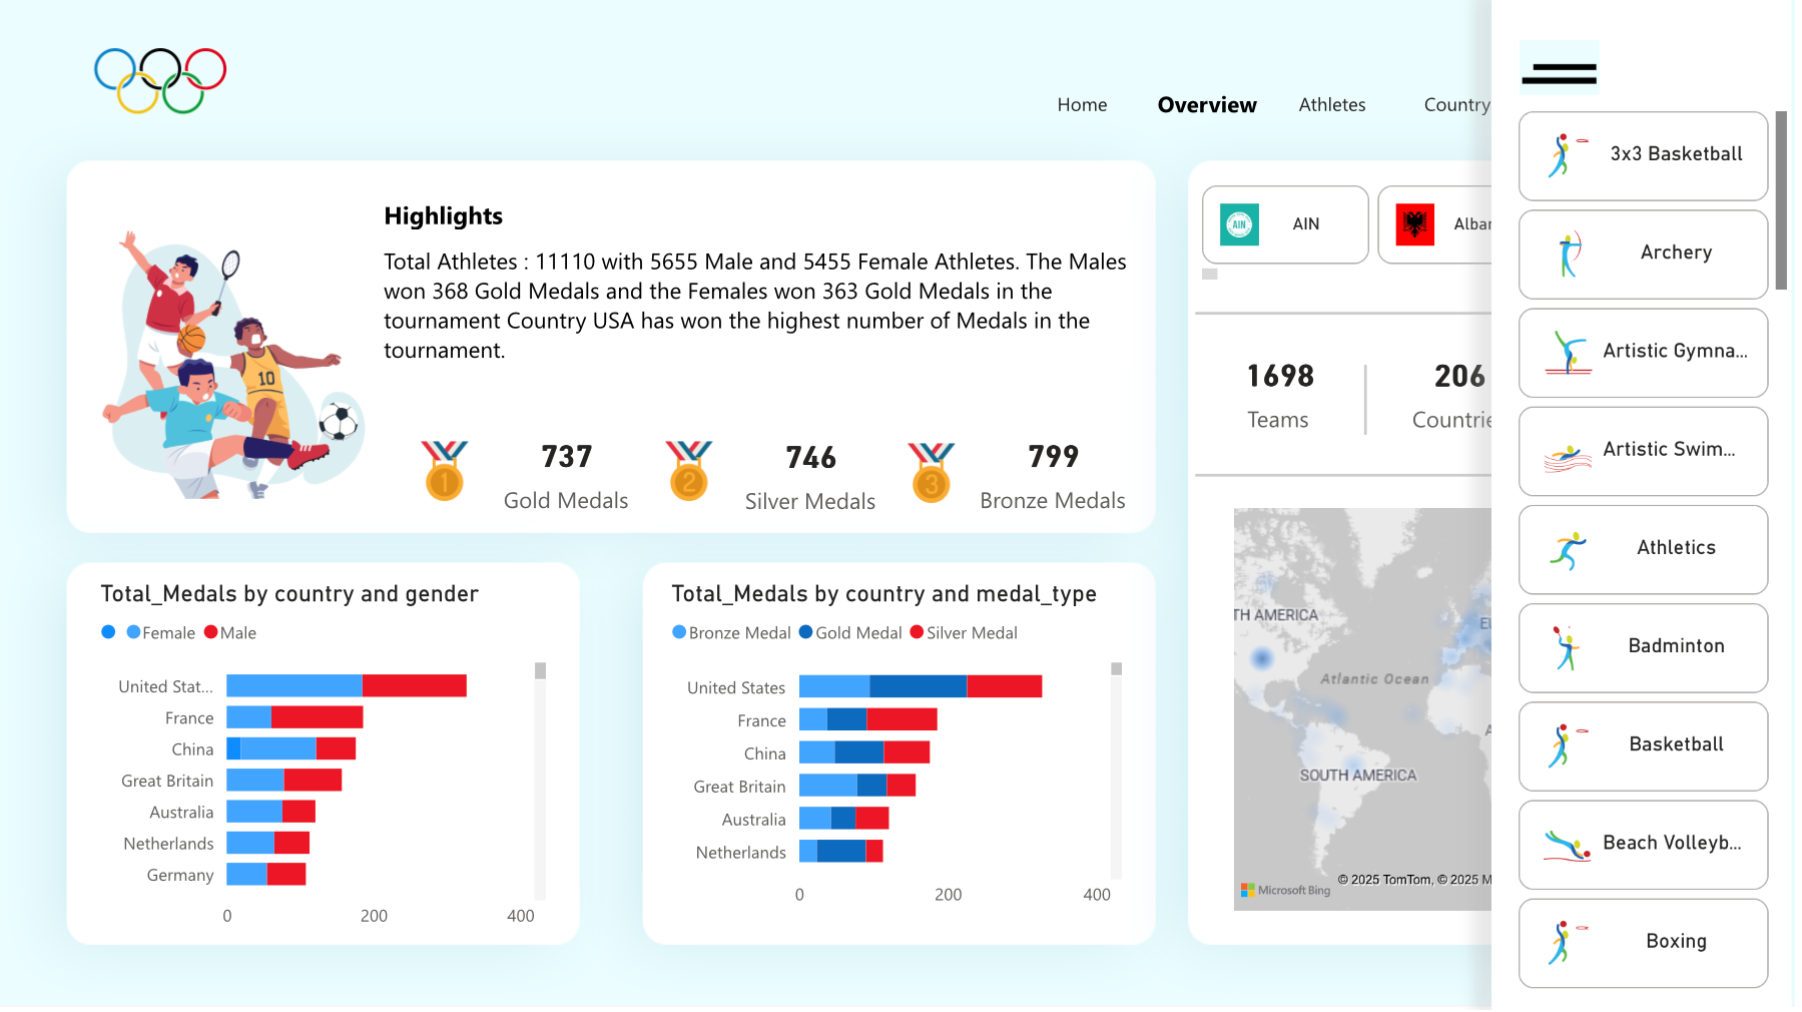 Home Overview Athletes Country
Highlights
Total Athletes : 11110 with 5655 Male and 5455 Female Athletes. The Males
won 368 Gold Medals and the Females won 363 Gold Medals in the
tournament Country USA has won the highest number of Medals in the
tournament.
10
1
737
Gold Medals
2
746
Silver Medals
3
799
Bronze Medals
AIN
AIN
Alba
1698
Teams
206
Countrie
TH AMERICA
Atlantic Ocean
SOUTH AMERICA
Microsoft Bing
© 2025 TomTom, © 2025 M
Total_Medals by country and gender
Female Male
United Stat...
France
China
Great Britain
Australia
Netherlands
Germany
0 200 400
Total_Medals by country and medal_type
Bronze Medal Gold Medal Silver Medal
United States
France
China
Great Britain
Australia
Netherlands
0 200 400
3x3 Basketball
Archery
Artistic Gymna...
Artistic Swim...
Athletics
Badminton
Basketball
Beach Volleyb...
Boxing